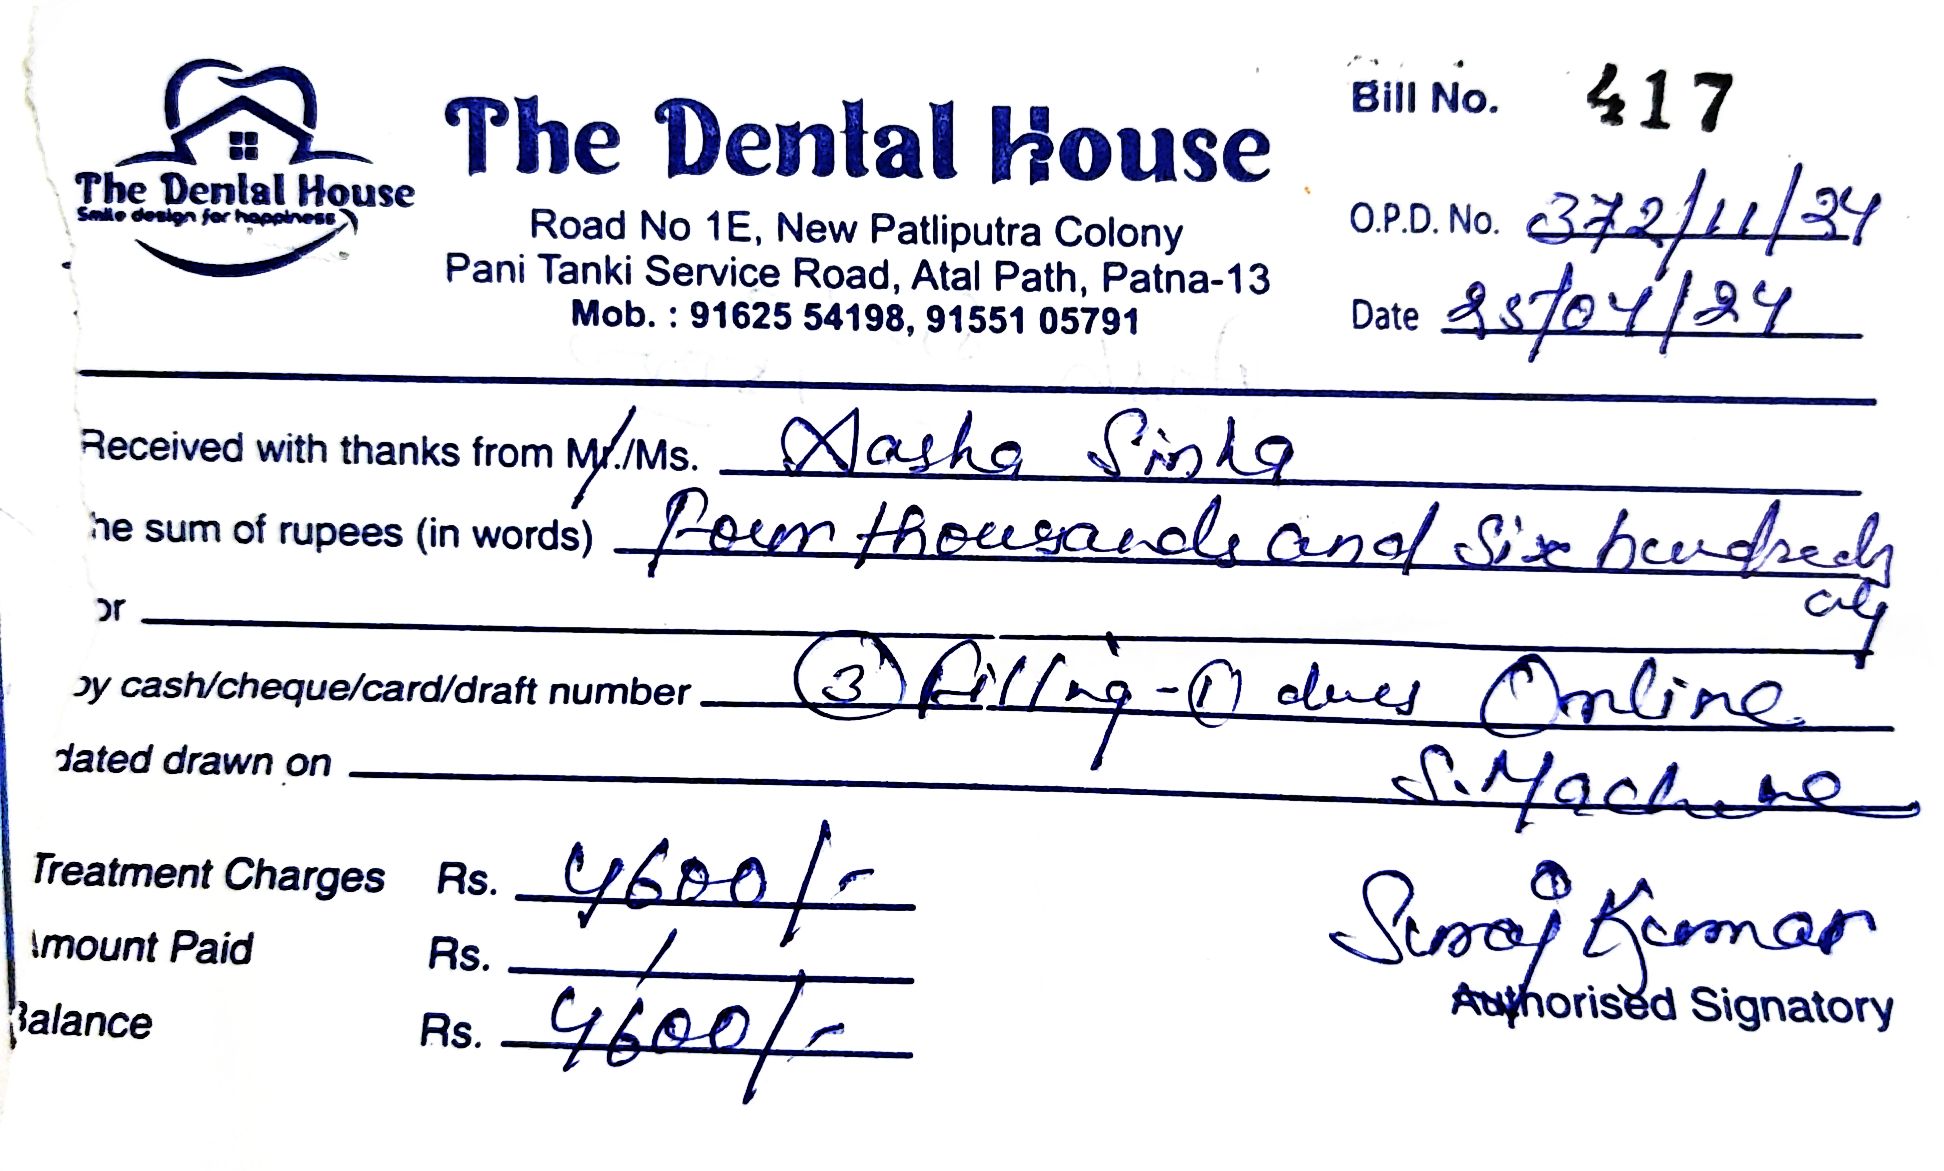 The Dental House
Smile design for happiness
The Dental House
Road No 1E, New Patliputra Colony
Pani Tanki Service Road, Atal Path, Patna-13
Mob. : 91625 54198, 91551 05791
Bill No. 417
O.P.D. No. 372/11/24
Date 25/04/24
Received with thanks from Mr./Ms. Aasha Sinha
he sum of rupees (in words) Four thousands and Six hundreds
only
or
by cash/cheque/card/draft number 3 filling - 1 dues Online
dated drawn on S. Machine
Treatment Charges Rs. 4600/-
Amount Paid Rs. /
Balance Rs. 4600/-
Suraj Kumar
Authorised Signatory